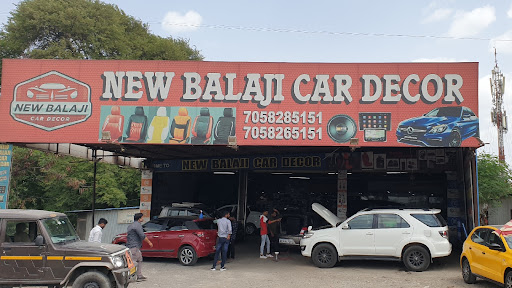 NEW BALAJI
CAR DECOR
NEW BALAJI CAR DECOR
7058285151
7058265151
NEW BALAJI CAR DECOR